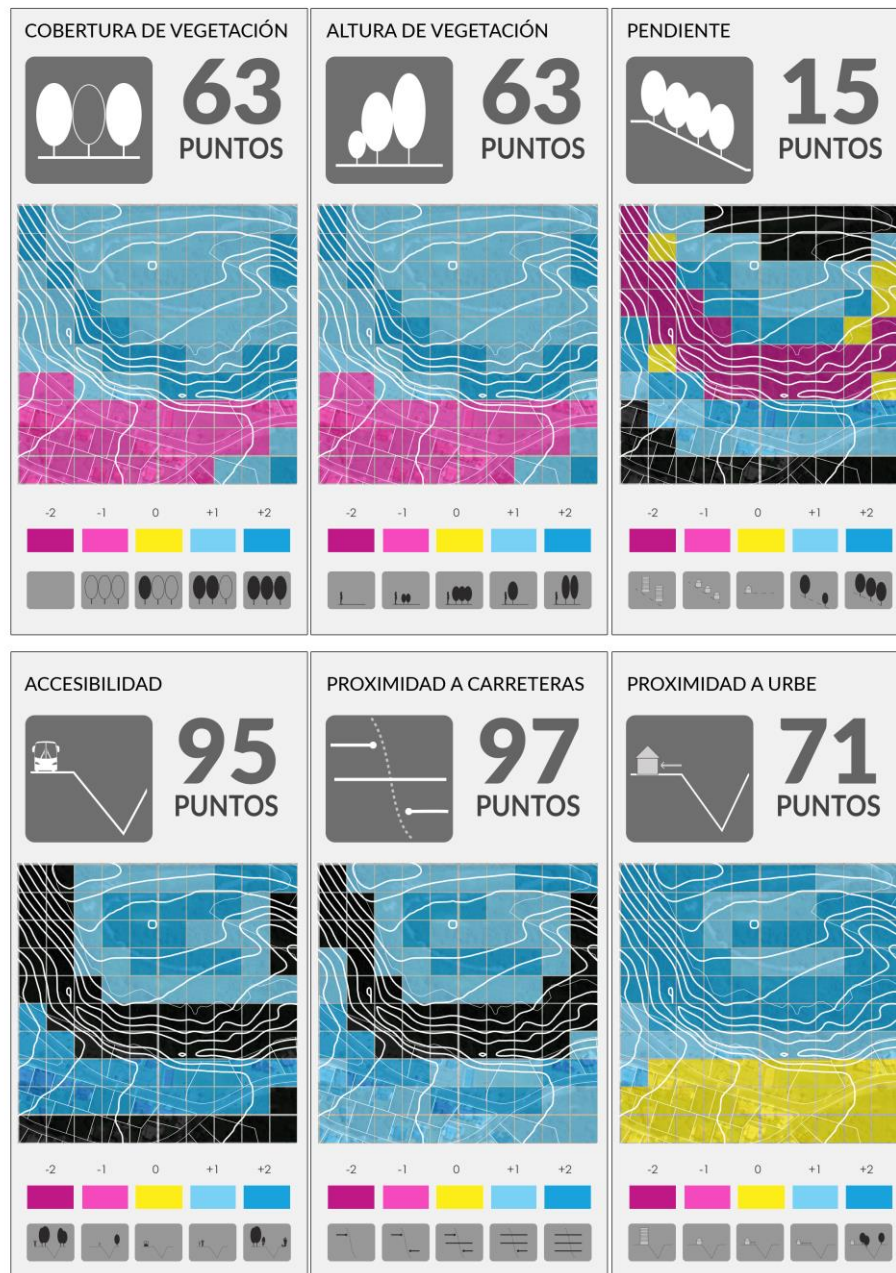 COBERTURA DE VEGETACIÓN
63
PUNTOS
-2 -1 0 +1 +2
ALTURA DE VEGETACIÓN
63
PUNTOS
-2 -1 0 +1 +2
PENDIENTE
15
PUNTOS
-2 -1 0 +1 +2
ACCESIBILIDAD
95
PUNTOS
-2 -1 0 +1 +2
PROXIMIDAD A CARRETERAS
97
PUNTOS
-2 -1 0 +1 +2
PROXIMIDAD A URBE
71
PUNTOS
-2 -1 0 +1 +2